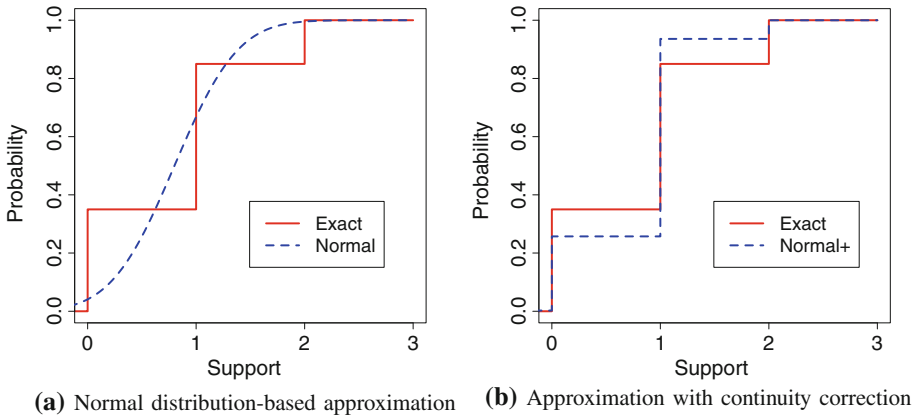 1.0
0.8
0.6
0.4
0.2
0.0
Probability
Exact
Normal
0 1 2 3
Support
(a) Normal distribution-based approximation
1.0
0.8
0.6
0.4
0.2
0.0
Probability
Exact
Normal+
0 1 2 3
Support
(b) Approximation with continuity correction